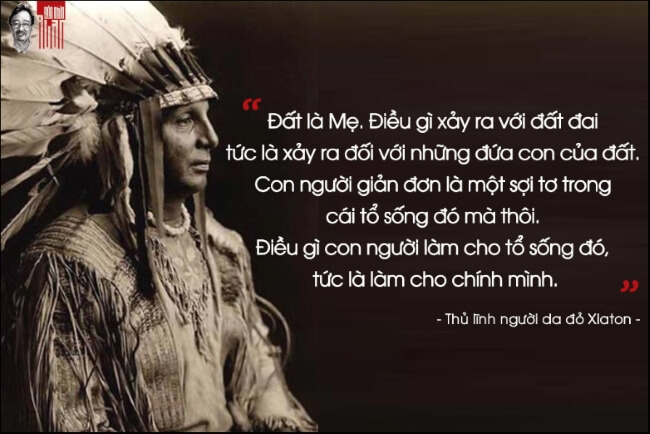 “ Đất là Mẹ. Điều gì xảy ra với đất đai
tức là xảy ra đối với những đứa con của đất.
Con người giản đơn là một sợi tơ trong
cái tổ sống đó mà thôi.
Điều gì con người làm cho tổ sống đó,
tức là làm cho chính mình. ”
- Thủ lĩnh người da đỏ Xiaton -